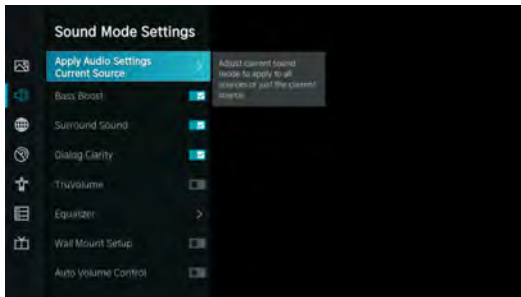 Sound Mode Settings
Apply Audio Settings
Current Source
Adjust current sound
mode to apply to all
sources or just the current
source.
Bass Boost
Surround Sound
Dialog Clarity
TruVolume
Equalizer
Wall Mount Setup
Auto Volume Control